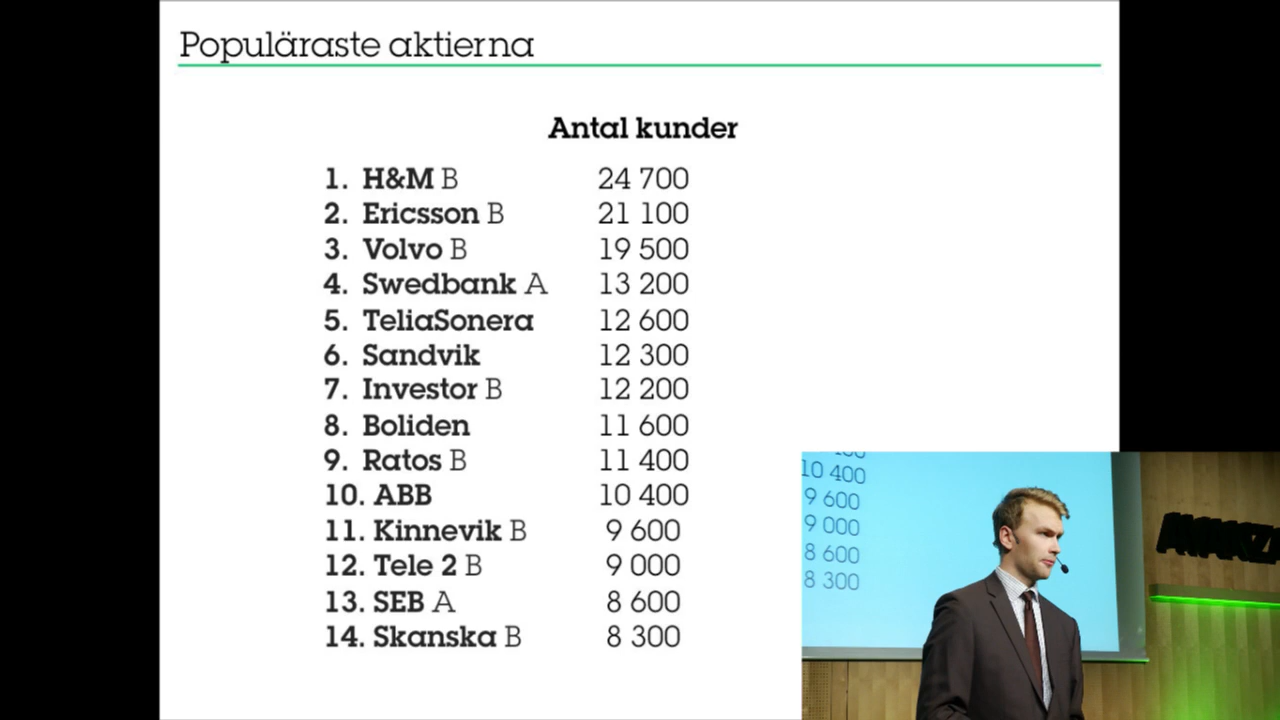 Populäraste aktierna
Antal kunder
1. H&M B 24 700
2. Ericsson B 21 100
3. Volvo B 19 500
4. Swedbank A 13 200
5. TeliaSonera 12 600
6. Sandvik 12 300
7. Investor B 12 200
8. Boliden 11 600
9. Ratos B 11 400
10. ABB 10 400
11. Kinnevik B 9 600
12. Tele 2 B 9 000
13. SEB A 8 600
14. Skanska B 8 300
10 400
9 600
9 000
8 600
8 300